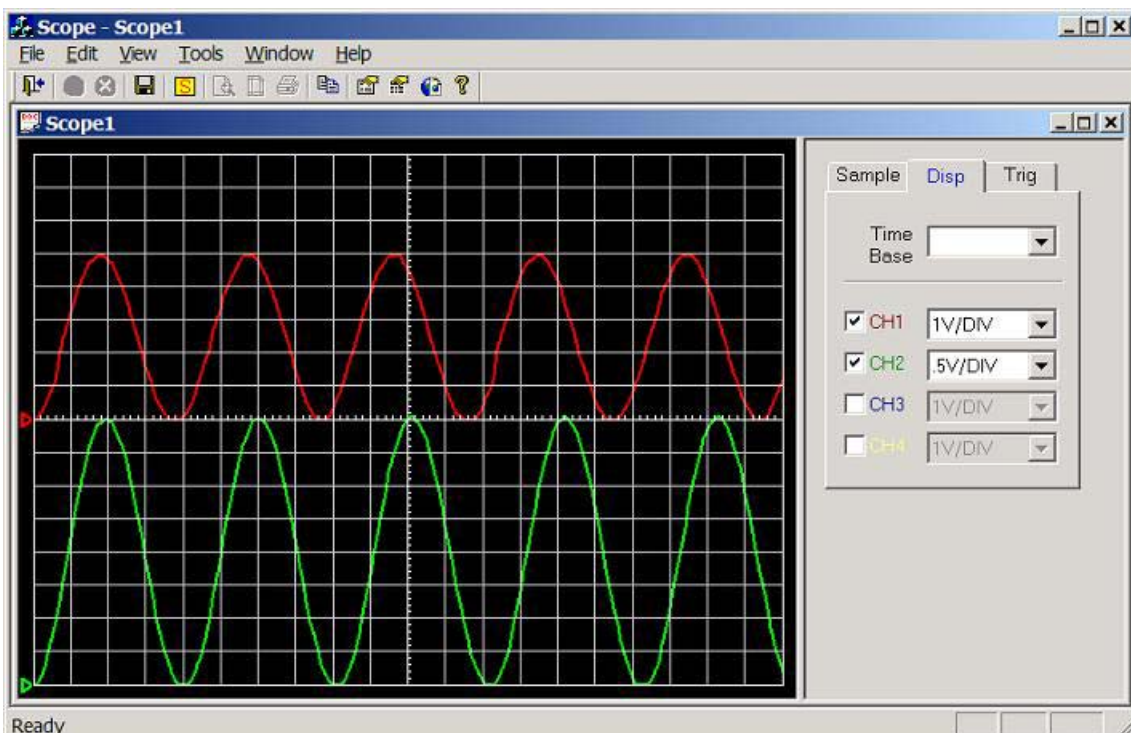 Scope - Scope1
File Edit View Tools Window Help
Scope1
Sample Disp Trig
Time
Base
CH1 1V/DIV
CH2 .5V/DIV
CH3 1V/DIV
CH4 1V/DIV
Ready